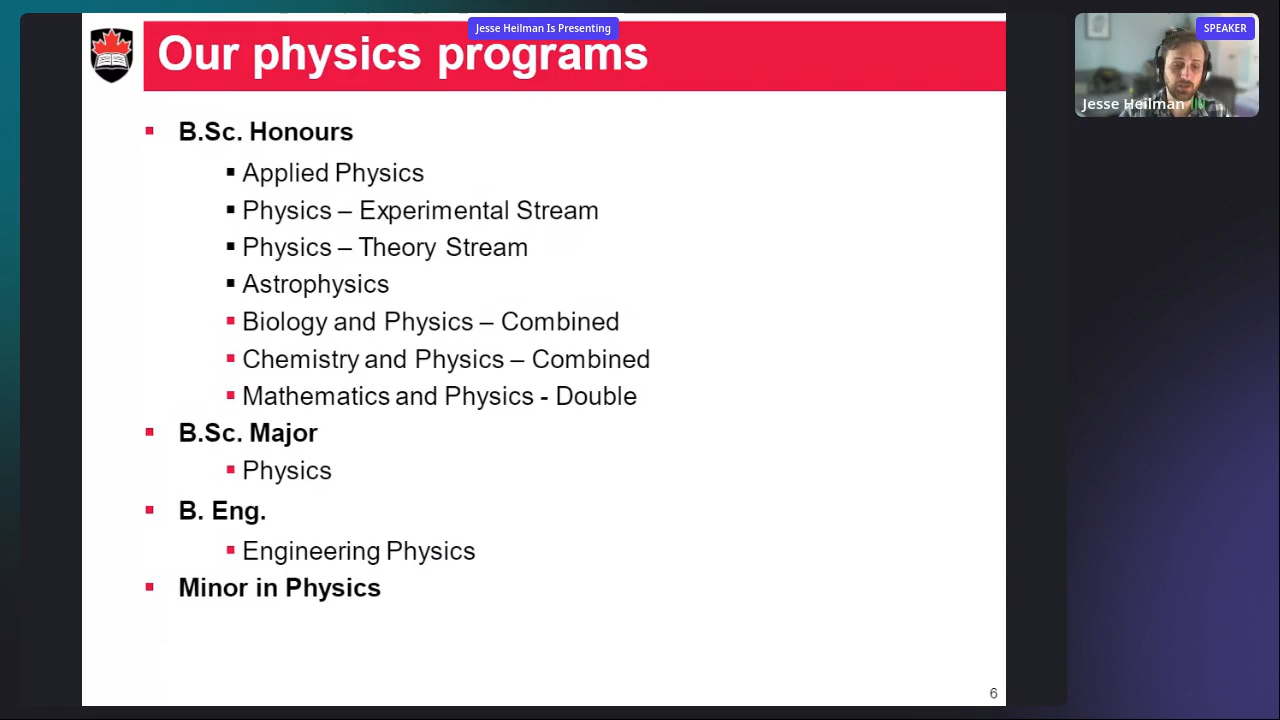 Jesse Heilman Is Presenting
Our physics programs
SPEAKER
Jesse Heilman
B.Sc. Honours
Applied Physics
Physics – Experimental Stream
Physics – Theory Stream
Astrophysics
Biology and Physics – Combined
Chemistry and Physics – Combined
Mathematics and Physics - Double
B.Sc. Major
Physics
B. Eng.
Engineering Physics
Minor in Physics
6